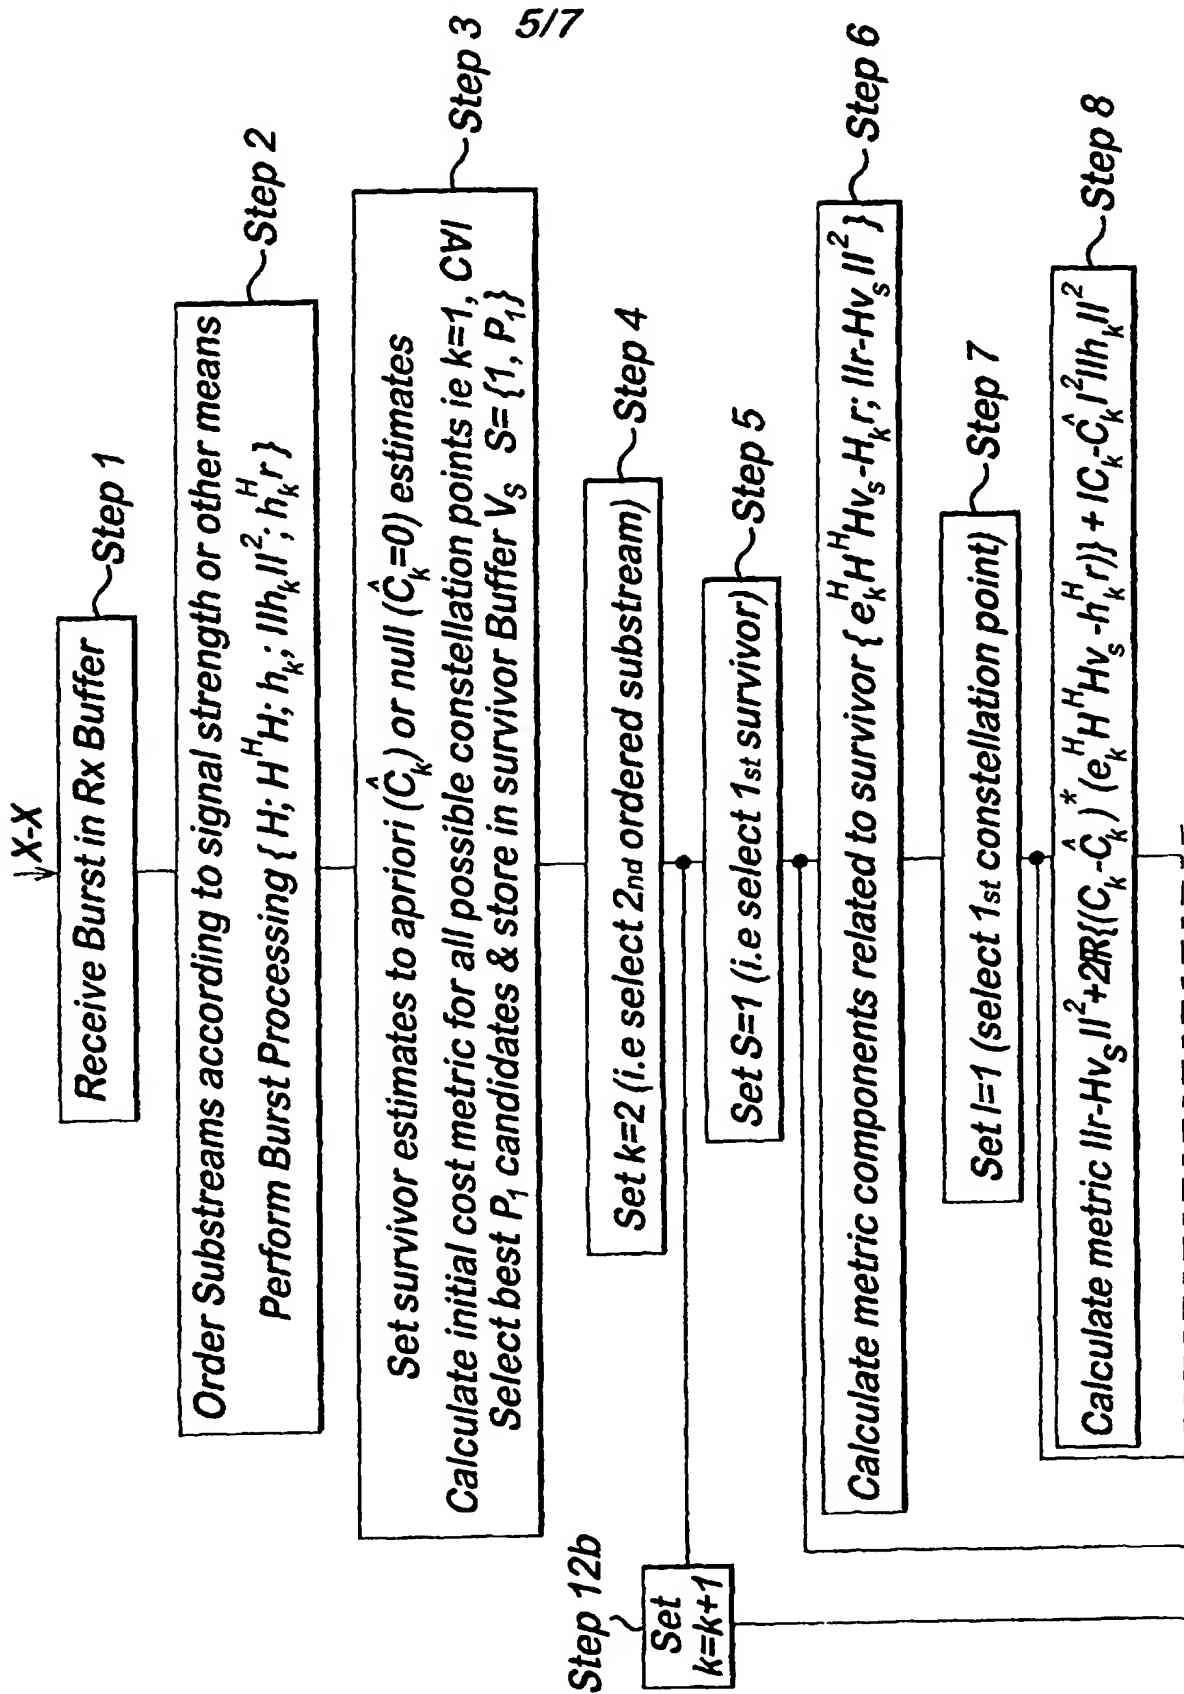 5/7
X-X
Receive Burst in Rx Buffer
Step 1
Order Substreams according to signal strength or other means
Perform Burst Processing { H; H^H H; h_k; ||h_k||^2; h_k^H r }
Step 2
Set survivor estimates to apriori (Ĉ_k) or null (Ĉ_k=0) estimates
Calculate initial cost metric for all possible constellation points ie k=1, C∀l
Select best P_1 candidates & store in survivor Buffer V_S S={1, P_1}
Step 3
Set k=2 (i.e select 2nd ordered substream)
Step 4
Set S=1 (i.e select 1st survivor)
Step 5
Calculate metric components related to survivor { e_k^H H^H Hv_s-H_k r; ||r-Hv_s||^2 }
Step 6
Set l=1 (select 1st constellation point)
Step 7
Calculate metric ||r-Hv_S||^2+2ℝ{(C_k-Ĉ_k)^* (e_k^H H^H Hv_s-h_k^H r)} + |C_k-Ĉ_k|^2||h_k||^2
Step 8
Step 12b
Set
k=k+1